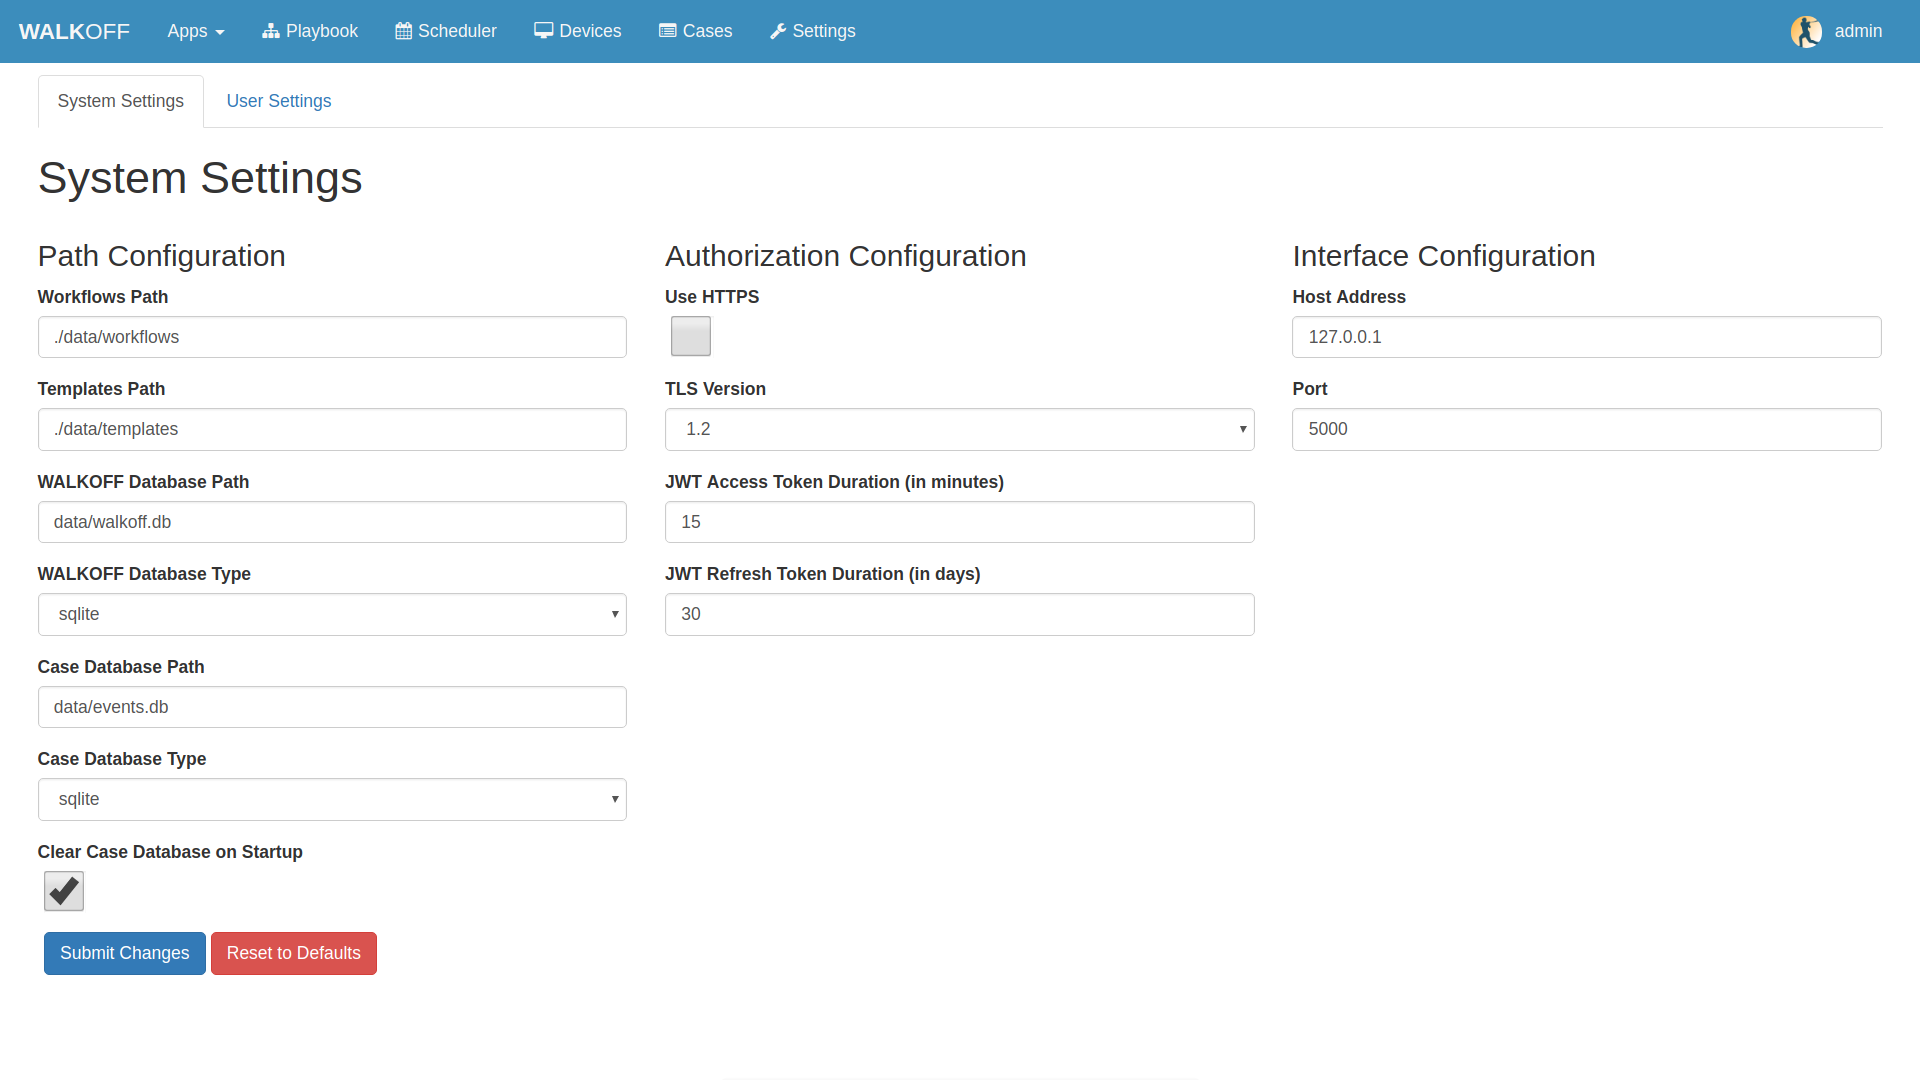 WALKOFF Apps Playbook Scheduler Devices Cases Settings admin
System Settings User Settings
System Settings
Path Configuration
Workflows Path
./data/workflows
Templates Path
./data/templates
WALKOFF Database Path
data/walkoff.db
WALKOFF Database Type
sqlite
Case Database Path
data/events.db
Case Database Type
sqlite
Clear Case Database on Startup
Submit Changes Reset to Defaults
Authorization Configuration
Use HTTPS
TLS Version
1.2
JWT Access Token Duration (in minutes)
15
JWT Refresh Token Duration (in days)
30
Interface Configuration
Host Address
127.0.0.1
Port
5000